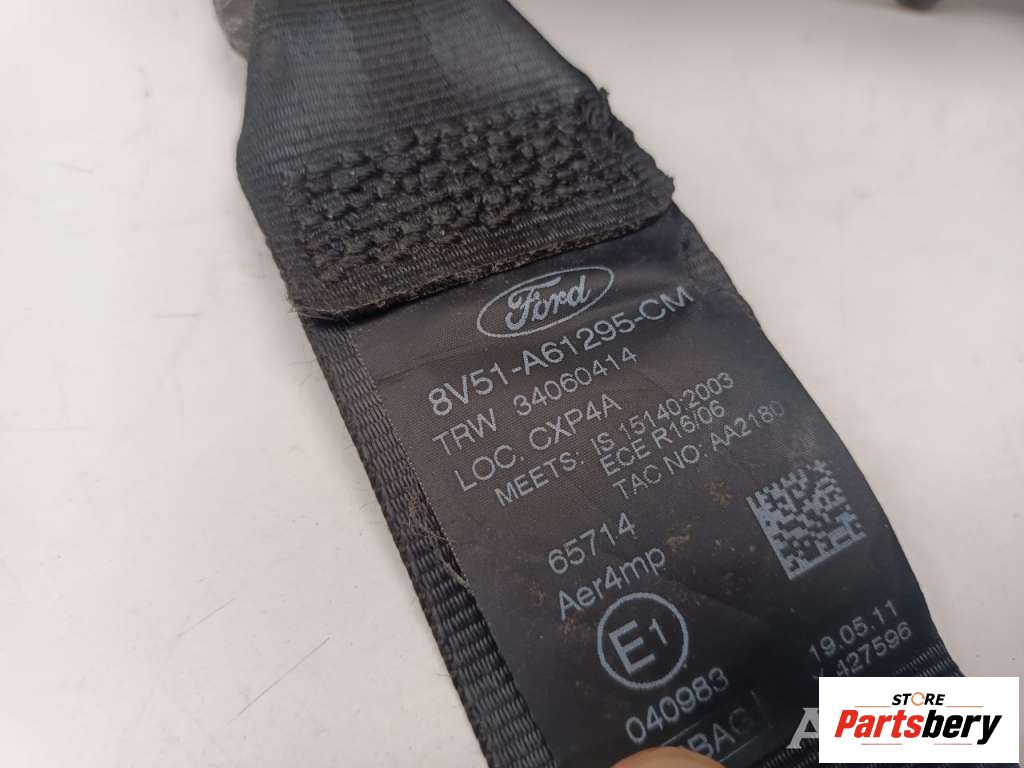 Ford
8V51-A61295-CM
TRW 34060414
LOC. CXP4A
MEETS: IS 15140:2003
ECE R16/06
TAC NO: AA2180
65714
Aer4mp
E1
19.05.11
427596
040983
STORE
Partsbery